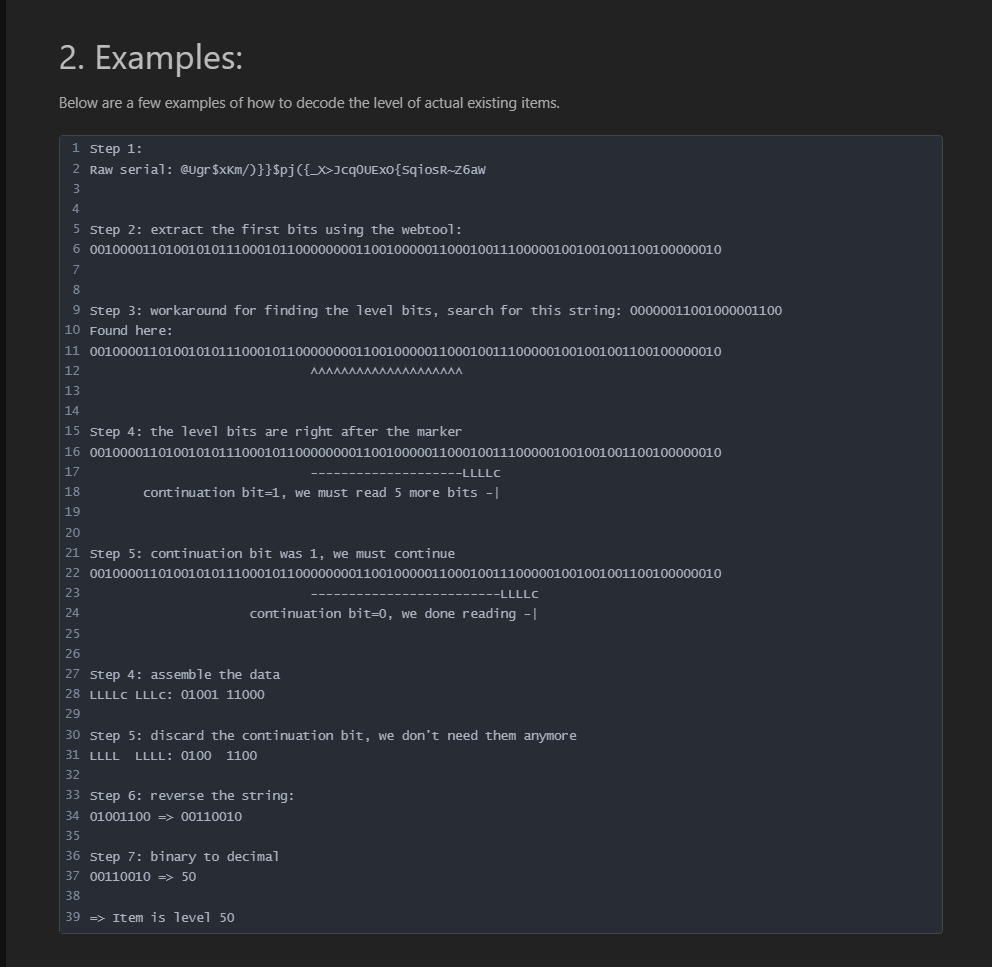 2. Examples:
Below are a few examples of how to decode the level of actual existing items.
1 Step 1:
2 Raw serial: @Ugr$xKm/)}}$pj({_X>Jcq0UExO{SqiosR~Z6aW
3
4
5 Step 2: extract the first bits using the webtool:
6 00100001101001010111000101100000000110010000011000100111000001001001001100100000010
7
8
9 Step 3: workaround for finding the level bits, search for this string: 00000011001000001100
10 Found here:
11 00100001101001010111000101100000000110010000011000100111000001001001001100100000010
12                              ^^^^^^^^^^^^^^^^^^^^
13
14
15 Step 4: the level bits are right after the marker
16 00100001101001010111000101100000000110010000011000100111000001001001001100100000010
17                              --------------------LLLLc
18        continuation bit=1, we must read 5 more bits -|
19
20
21 Step 5: continuation bit was 1, we must continue
22 00100001101001010111000101100000000110010000011000100111000001001001001100100000010
23                              -------------------------LLLLc
24                      continuation bit=0, we done reading -|
25
26
27 Step 4: assemble the data
28 LLLLc LLLc: 01001 11000
29
30 Step 5: discard the continuation bit, we don't need them anymore
31 LLLL  LLLL: 0100  1100
32
33 Step 6: reverse the string:
34 01001100 => 00110010
35
36 Step 7: binary to decimal
37 00110010 => 50
38
39 => Item is level 50